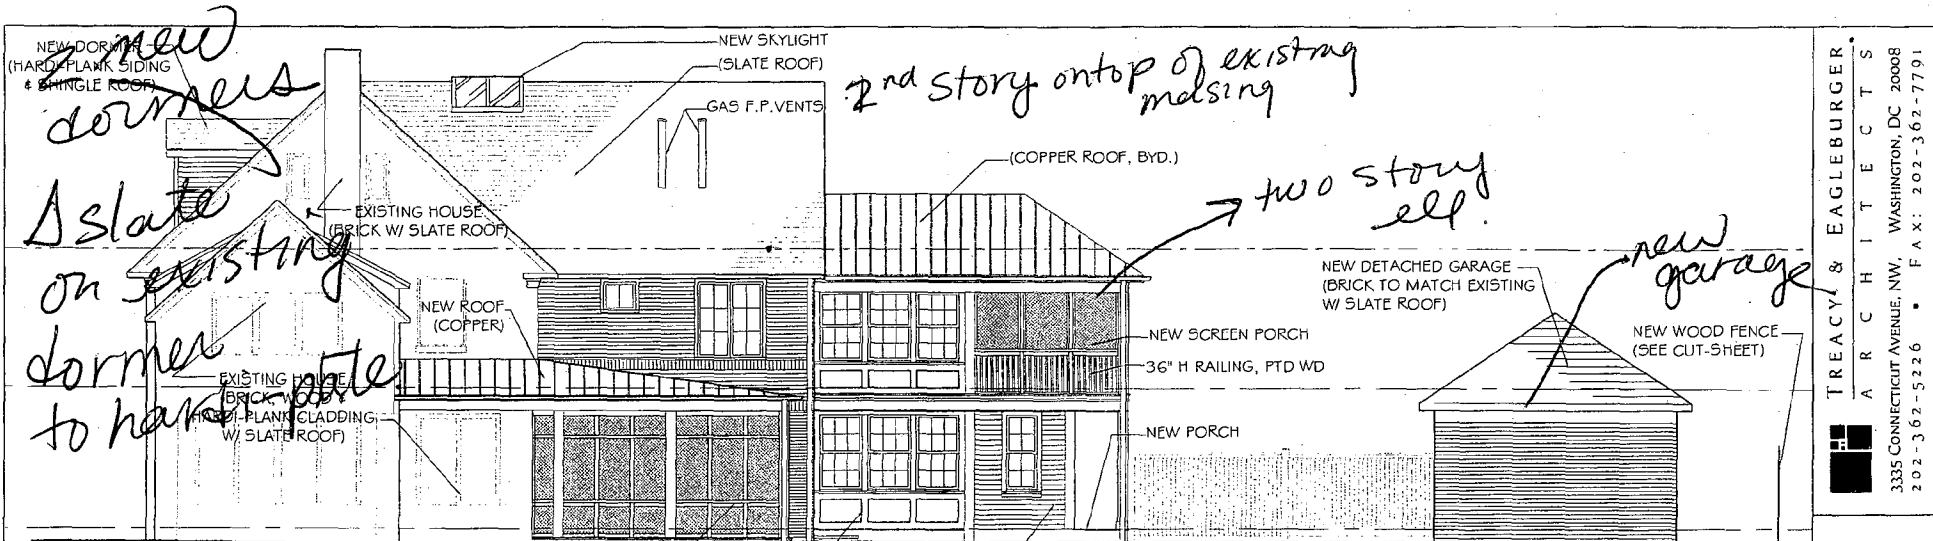 NEW DORMER
(HARDI-PLANK SIDING
& SHINGLE ROOF)
2 new
dormers
Δ slate
on existing
dormer
to hardi-plate
NEW SKYLIGHT
(SLATE ROOF)
GAS F.P. VENTS
2nd story ontop of existing
massing
(COPPER ROOF, BYD.)
two story
ell.
EXISTING HOUSE
(BRICK W/ SLATE ROOF)
NEW ROOF
(COPPER)
EXISTING HOUSE
(BRICK, WOOD
HARDI-PLANK CLADDING
W/ SLATE ROOF)
NEW SCREEN PORCH
36" H RAILING, PTD WD
NEW PORCH
NEW DETACHED GARAGE
(BRICK TO MATCH EXISTING
W/ SLATE ROOF)
new
garage
NEW WOOD FENCE
(SEE CUT-SHEET)
TREACY & EAGLEBURGER
ARCHITECTS
3335 CONNECTICUT AVENUE, NW, WASHINGTON, DC 20008
202-362-5226 • FAX: 202-362-7791